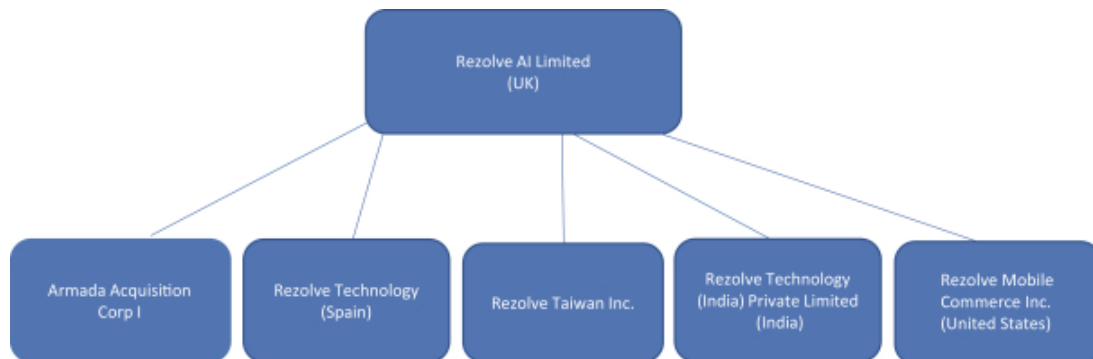 Rezolve AI Limited
(UK)
Armada Acquisition
Corp I
Rezolve Technology
(Spain)
Rezolve Taiwan Inc.
Rezolve Technology
(India) Private Limited
(India)
Rezolve Mobile
Commerce Inc.
(United States)